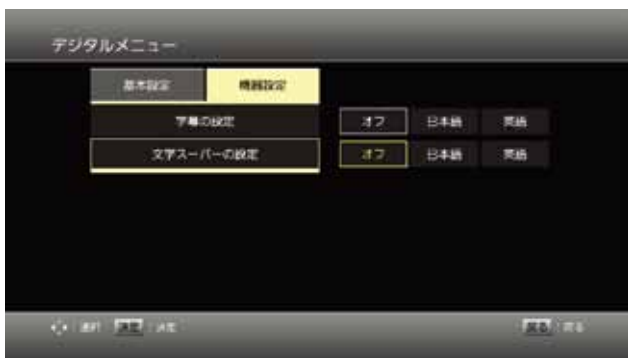 デジタルメニュー
基本設定 機器設定
字幕の設定 オフ 日本語 英語
文字スーパーの設定 オフ 日本語 英語
選択 決定 決定 戻る 戻る